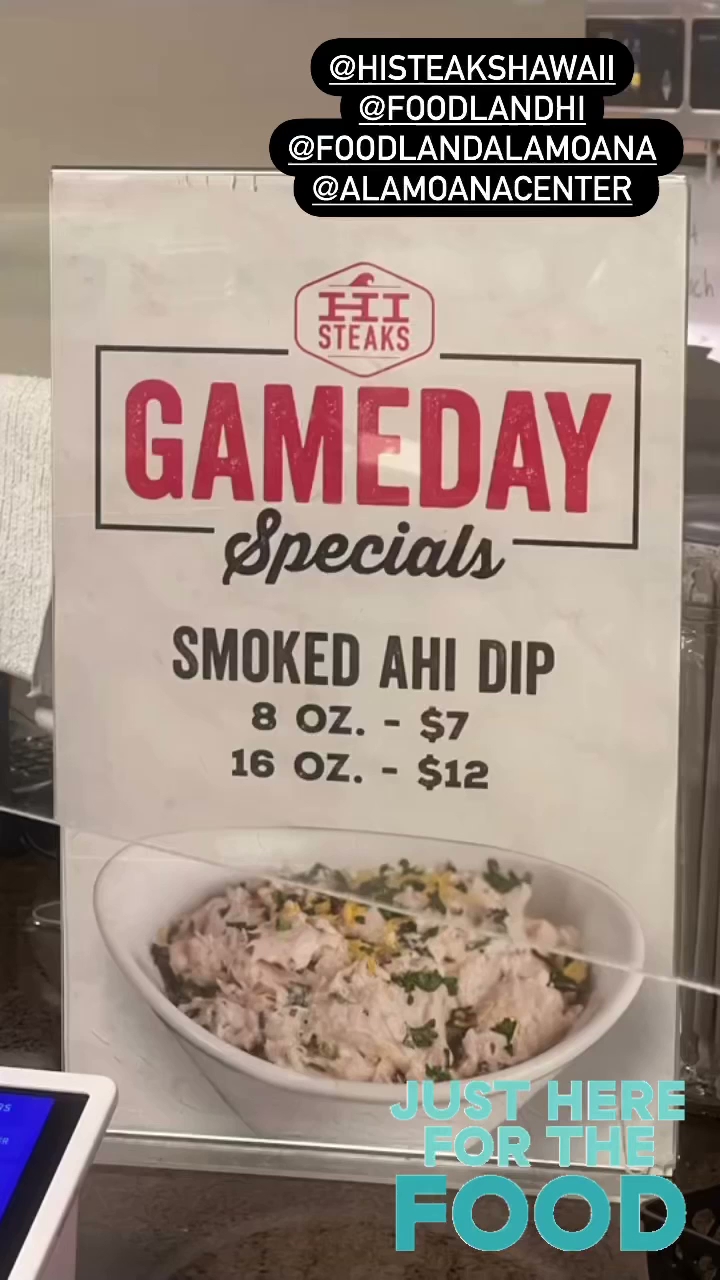 @HISTEAKSHAWAII
@FOODLANDHI
@FOODLANDALAMOANA
@ALAMOANACENTER
HI
STEAKS
GAMEDAY
Specials
SMOKED AHI DIP
8 OZ. - $7
16 OZ. - $12
JUST HERE
FOR THE
FOOD